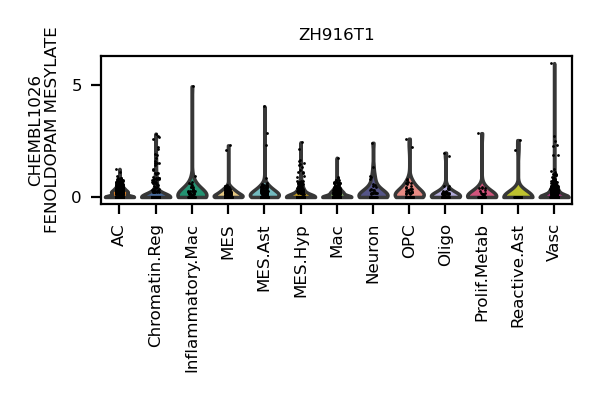 ZH916T1
CHEMBL1026
FENOLDOPAM MESYLATE
5
0
AC
Chromatin.Reg
Inflammatory.Mac
MES
MES.Ast
MES.Hyp
Mac
Neuron
OPC
Oligo
Prolif.Metab
Reactive.Ast
Vasc